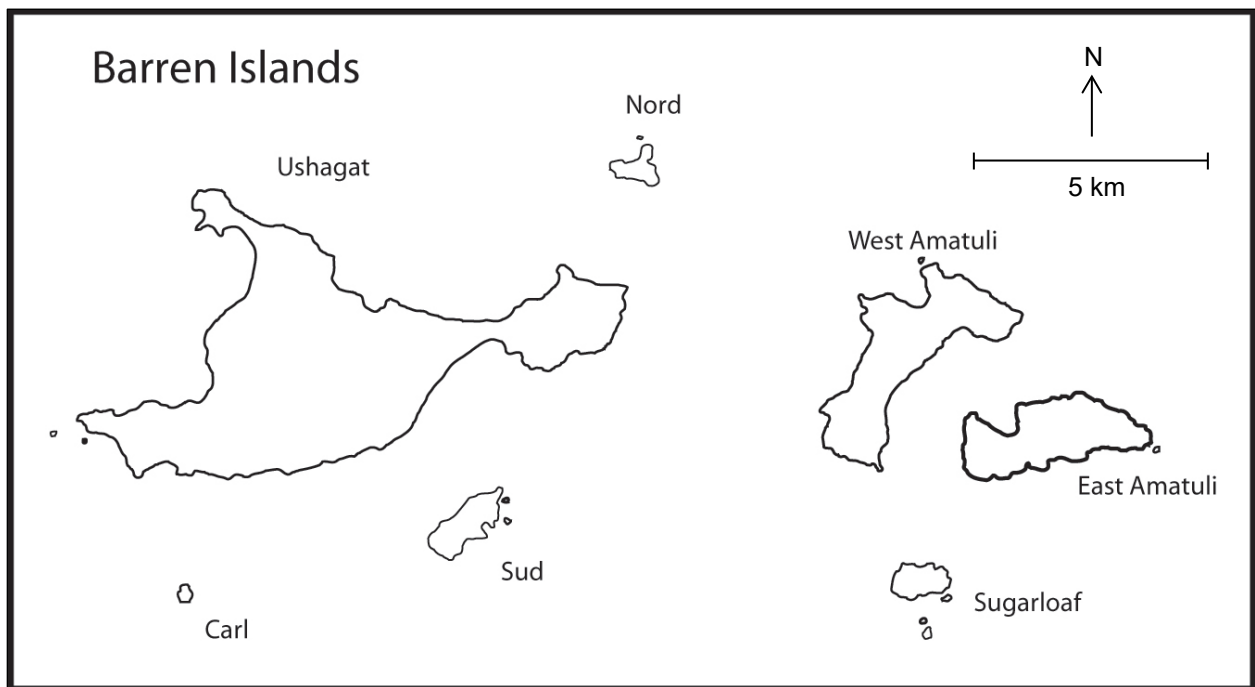 Barren Islands
N
Nord
Ushagat
5 km
West Amatuli
East Amatuli
Sud
Sugarloaf
Carl